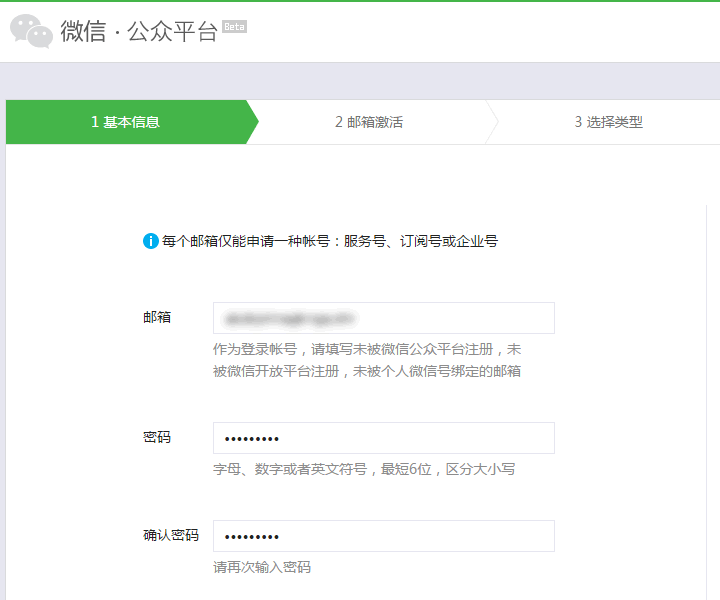 微信 · 公众平台 Beta
1 基本信息 2 邮箱激活 3 选择类型
每个邮箱仅能申请一种帐号：服务号、订阅号或企业号
邮箱
作为登录帐号，请填写未被微信公众平台注册，未
被微信开放平台注册，未被个人微信号绑定的邮箱
密码 •••••••••
字母、数字或者英文符号，最短6位，区分大小写
确认密码 •••••••••
请再次输入密码